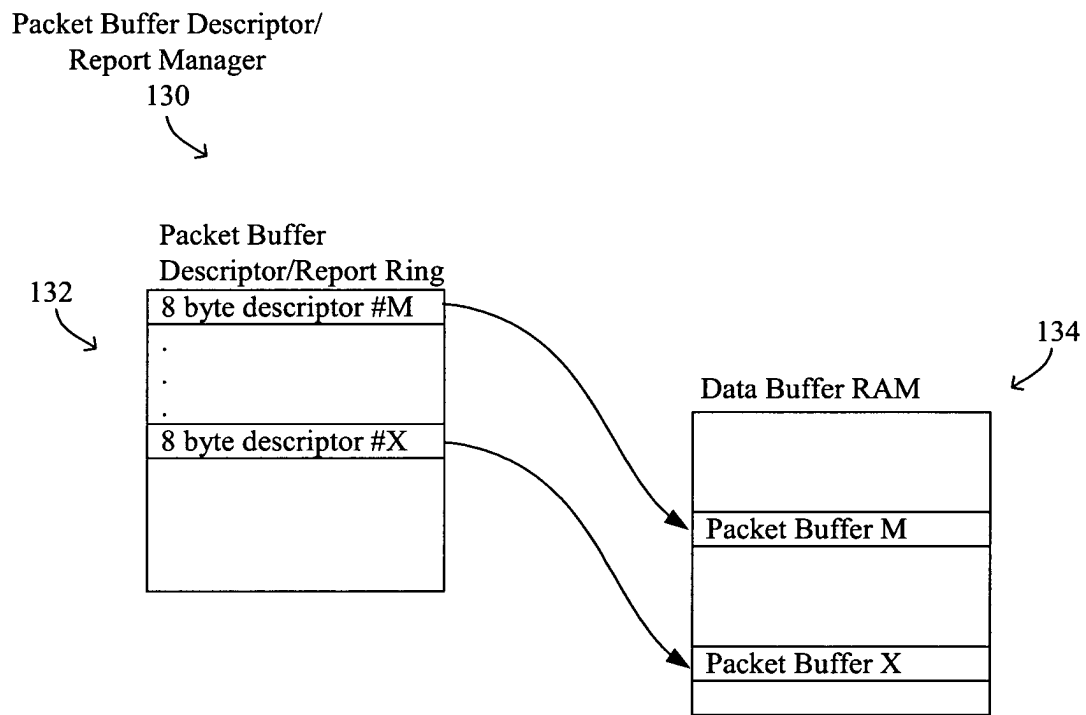 Packet Buffer Descriptor/
Report Manager
130
Packet Buffer
Descriptor/Report Ring
132
8 byte descriptor #M
.
.
.
8 byte descriptor #X
134
Data Buffer RAM
Packet Buffer M
Packet Buffer X